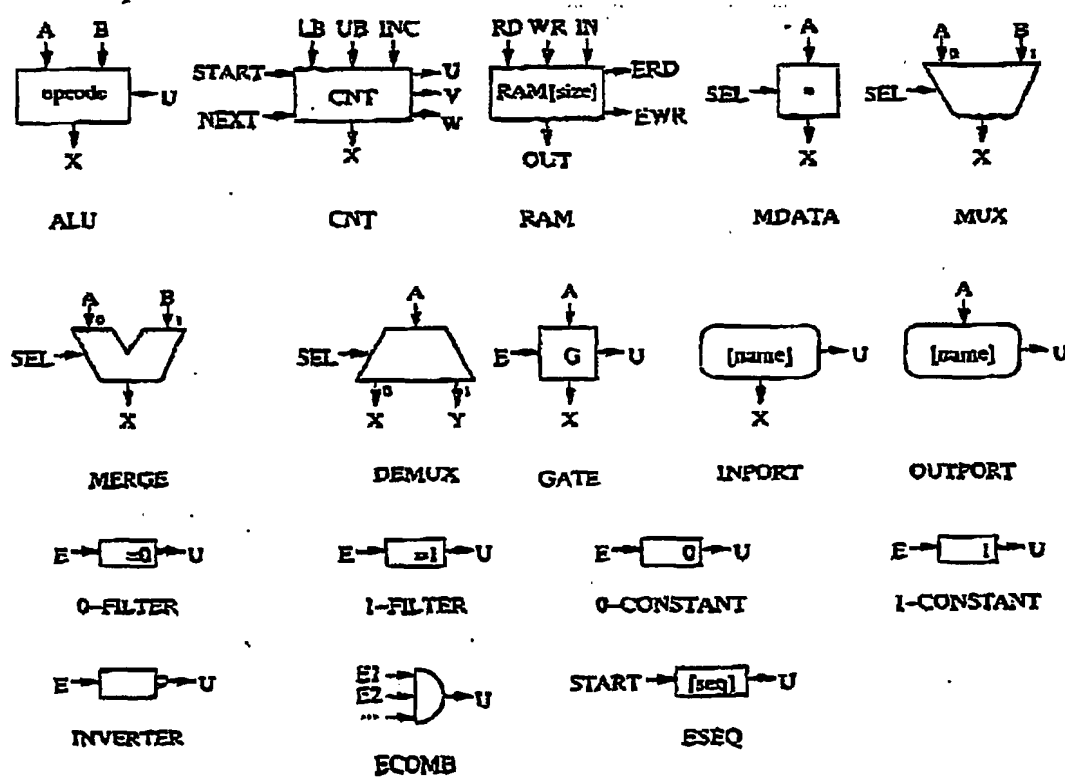 A B LB UB INC RD WR IN A A B
0 1
START U ERD
opcode U CNT V RAM[size] SEL = SEL
NEXT W EWR
X X OUT X X
ALU CNT RAM MDATA MUX
A B A A A
0 1
SEL SEL E G U [name] U [name] U
0 1
X X Y X X
MERGE DEMUX GATE INPORT OUTPORT
E =0 U E =1 U E 0 U E 1 U
0-FILTER 1-FILTER 0-CONSTANT 1-CONSTANT
E U E1 E2 ... U START [seq] U
INVERTER ECOMB ESEQ